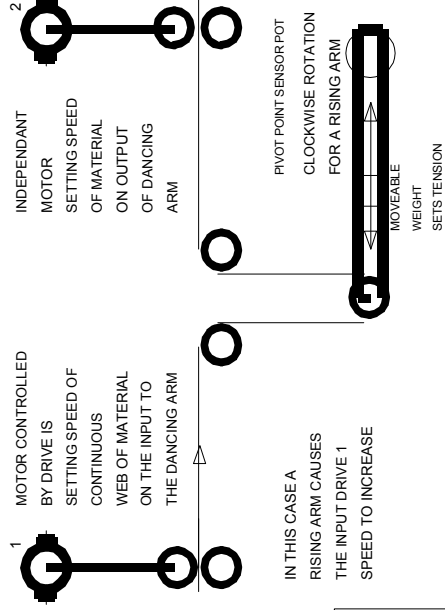 1
MOTOR CONTROLLED
BY DRIVE IS
SETTING SPEED OF
CONTINUOUS
WEB OF MATERIAL
ON THE INPUT TO
THE DANCING ARM
2
INDEPENDANT
MOTOR
SETTING SPEED
OF MATERIAL
ON OUTPUT
OF DANCING
ARM
IN THIS CASE A
RISING ARM CAUSES
THE INPUT DRIVE 1
SPEED TO INCREASE
PIVOT POINT SENSOR POT
CLOCKWISE ROTATION
FOR A RISING ARM
MOVEABLE
WEIGHT
SETS TENSION